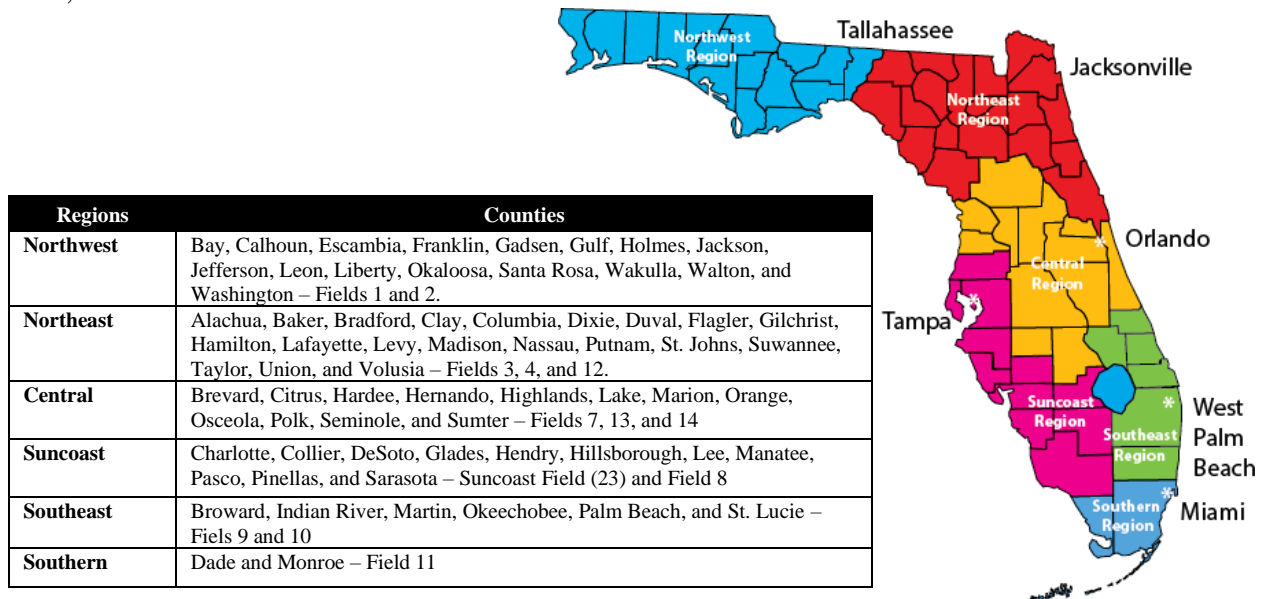 Tallahassee
Northwest
Region
Jacksonville
Northeast
Region
Regions Counties
Northwest Bay, Calhoun, Escambia, Franklin, Gadsen, Gulf, Holmes, Jackson,
Jefferson, Leon, Liberty, Okaloosa, Santa Rosa, Wakulla, Walton, and
Washington – Fields 1 and 2.
Northeast Alachua, Baker, Bradford, Clay, Columbia, Dixie, Duval, Flagler, Gilchrist,
Hamilton, Lafayette, Levy, Madison, Nassau, Putnam, St. Johns, Suwannee,
Taylor, Union, and Volusia – Fields 3, 4, and 12.
Central Brevard, Citrus, Hardee, Hernando, Highlands, Lake, Marion, Orange,
Osceola, Polk, Seminole, and Sumter – Fields 7, 13, and 14
Suncoast Charlotte, Collier, DeSoto, Glades, Hendry, Hillsborough, Lee, Manatee,
Pasco, Pinellas, and Sarasota – Suncoast Field (23) and Field 8
Southeast Broward, Indian River, Martin, Okeechobee, Palm Beach, and St. Lucie –
Fiels 9 and 10
Southern Dade and Monroe – Field 11
* Orlando
Central
Region
*
Tampa
Suncoast
Region
* West
Palm
Beach
Southeast
Region
* Miami
Southern
Region